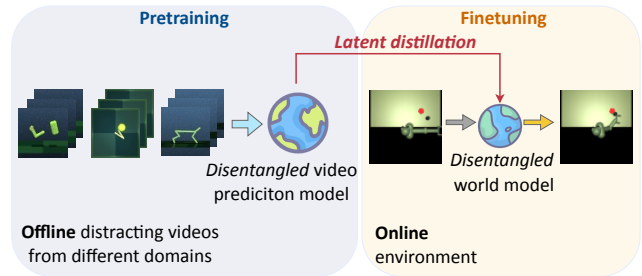 Pretraining
Finetuning
Latent distillation
Disentangled video
prediciton model
Disentangled
world model
Offline distracting videos
from different domains
Online
environment